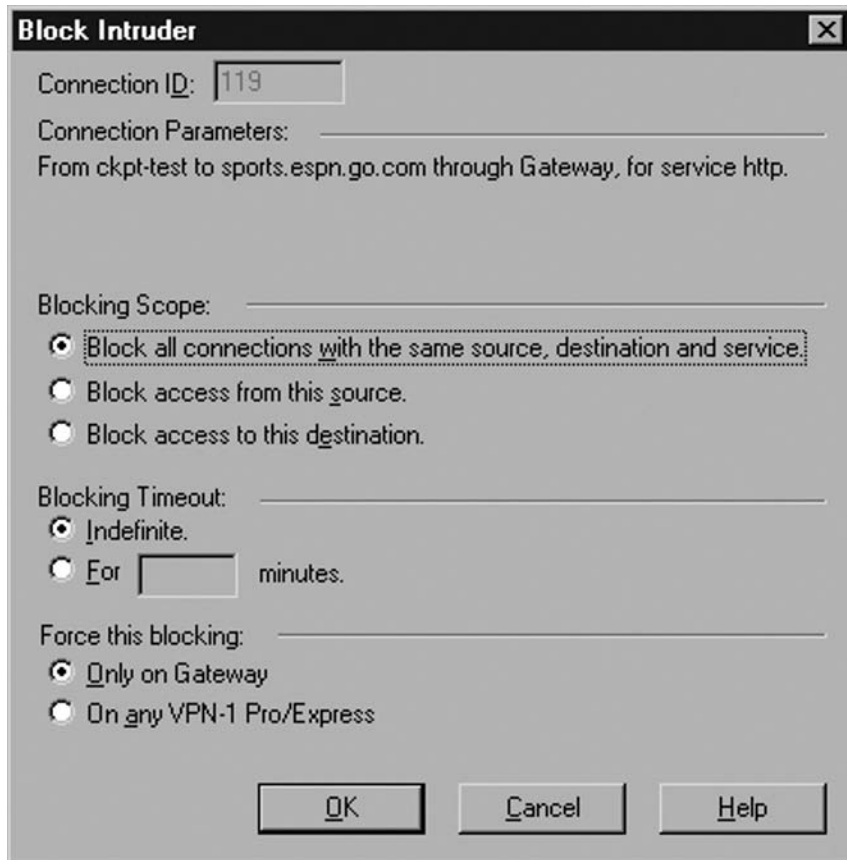 Block Intruder
Connection ID: 119
Connection Parameters:
From ckpt-test to sports.espn.go.com through Gateway, for service http.
Blocking Scope:
Block all connections with the same source, destination and service.
Block access from this source.
Block access to this destination.
Blocking Timeout:
Indefinite.
For minutes.
Force this blocking:
Only on Gateway
On any VPN-1 Pro/Express
OK Cancel Help